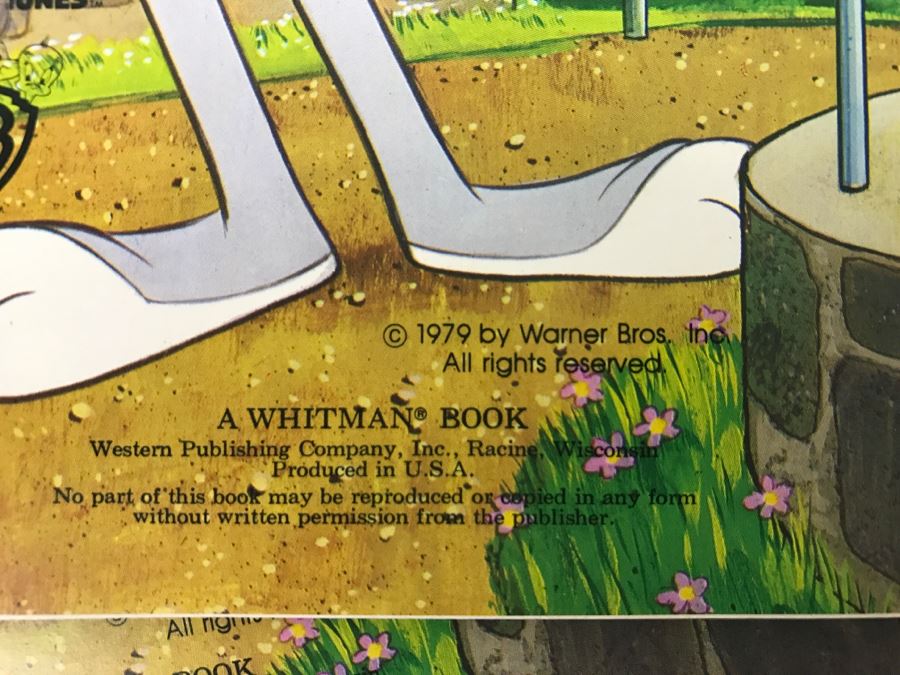 TUNES™
B
© 1979 by Warner Bros. Inc.
All rights reserved.
A WHITMAN® BOOK
Western Publishing Company, Inc., Racine, Wisconsin
Produced in U.S.A.
No part of this book may be reproduced or copied in any form
without written permission from the publisher.
©
All rights
BOOK